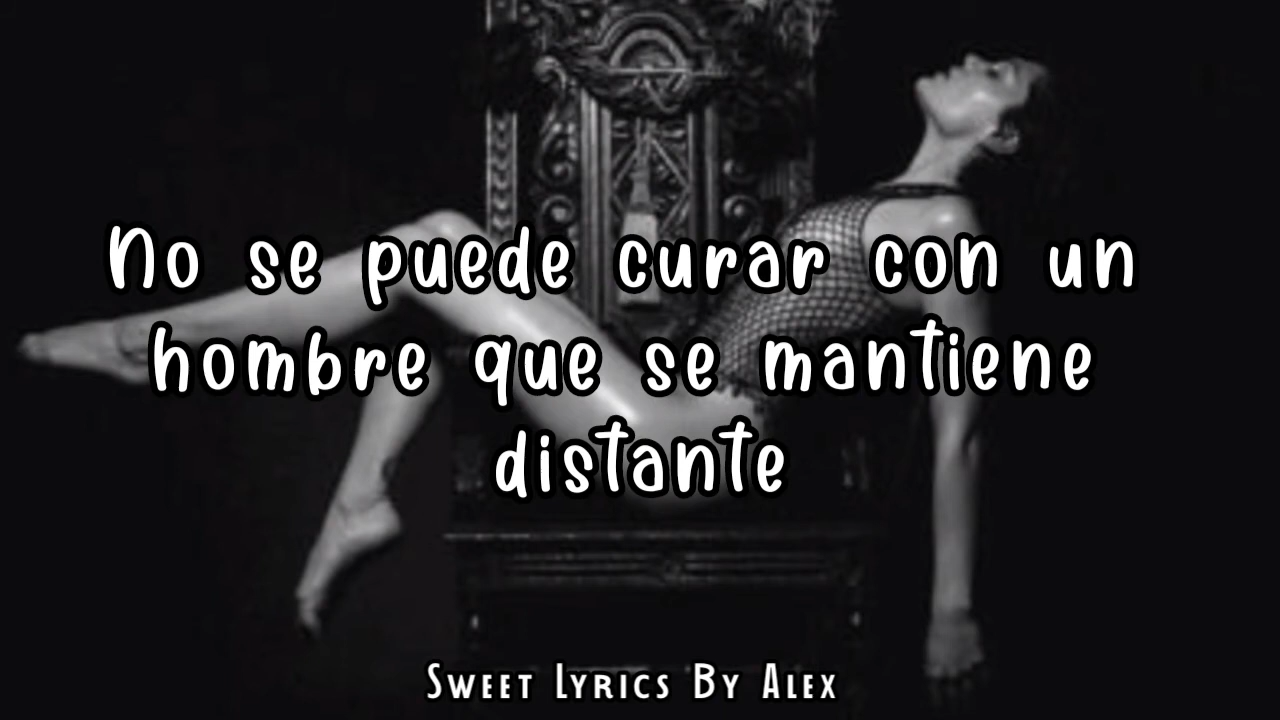 No se puede curar con un
hombre que se mantiene
distante
Sweet Lyrics By Alex